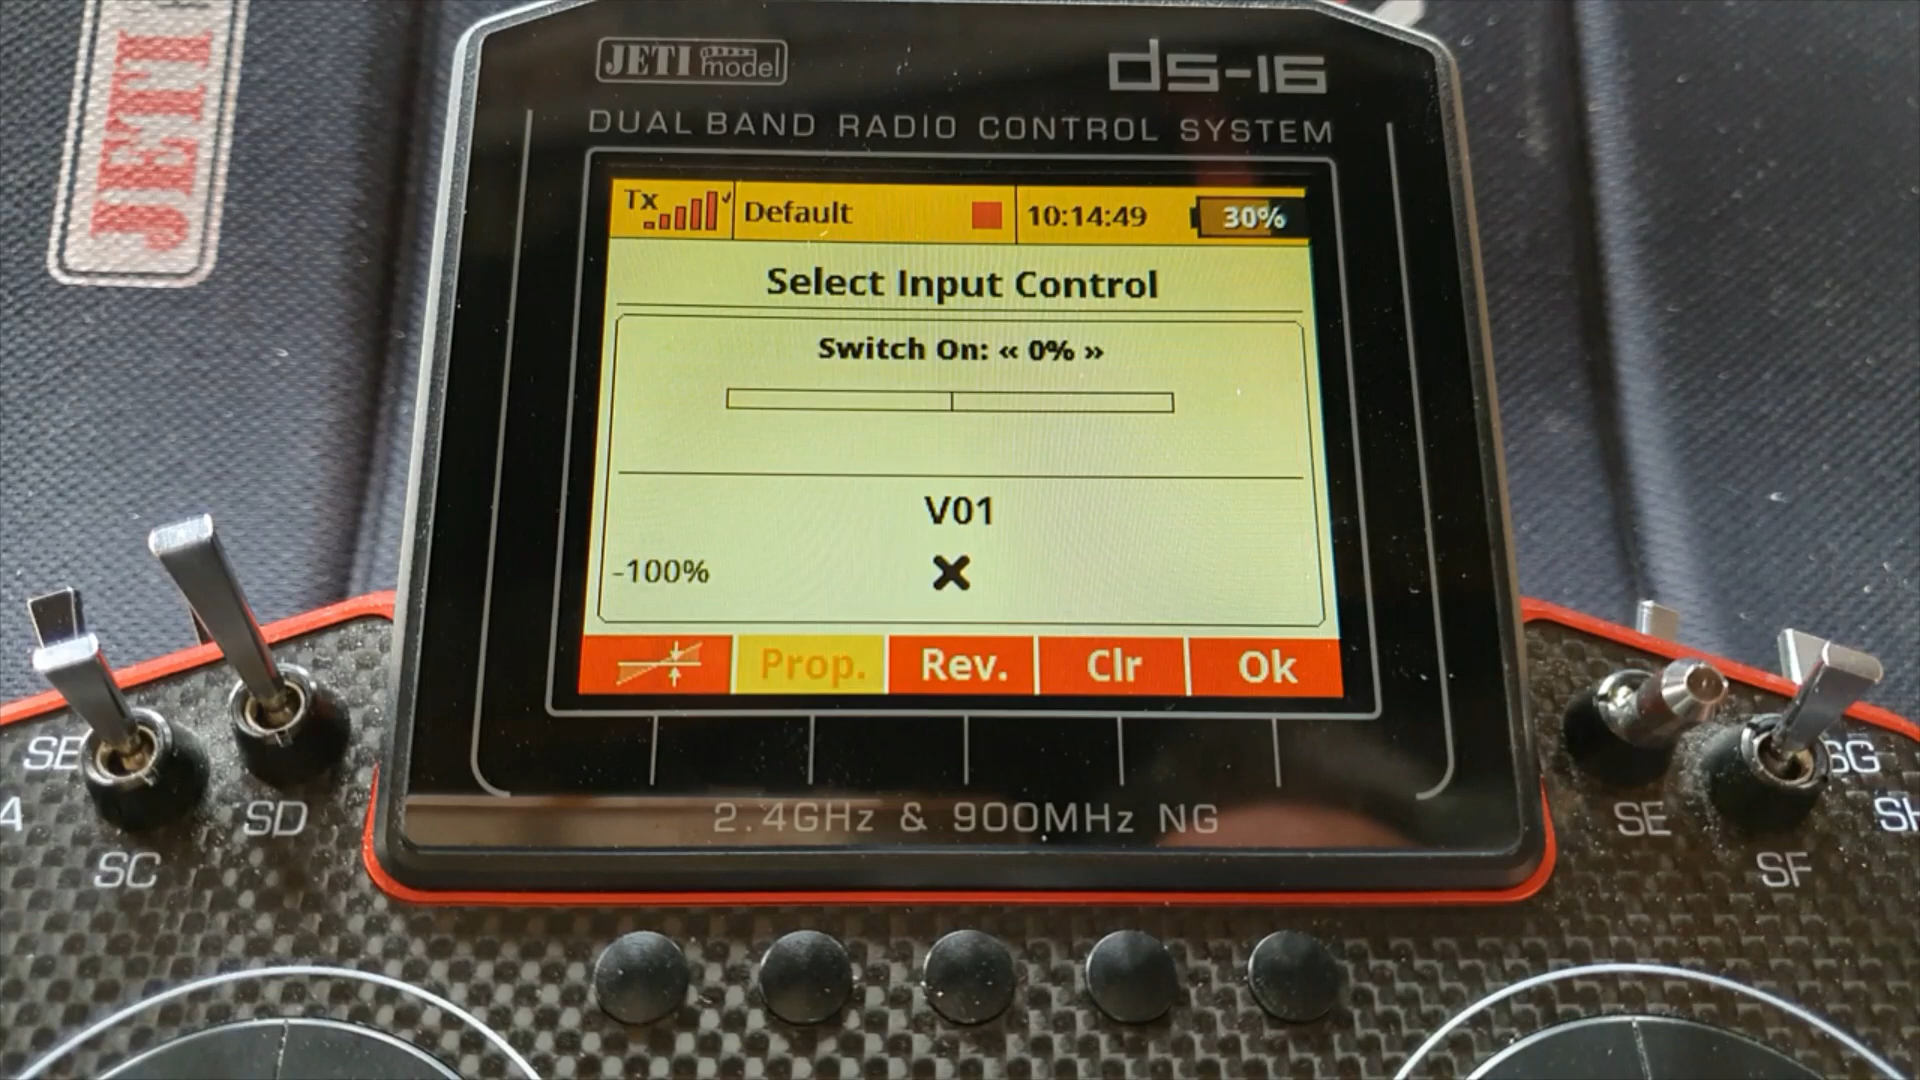 JETI
JETI model
ds-16
DUAL BAND RADIO CONTROL SYSTEM
Tx Default 10:14:49 30%
Select Input Control
Switch On: « 0% »
V01
-100%
Prop. Rev. Clr Ok
2.4GHz & 900MHz NG
SC
SD
SE
SF
SG